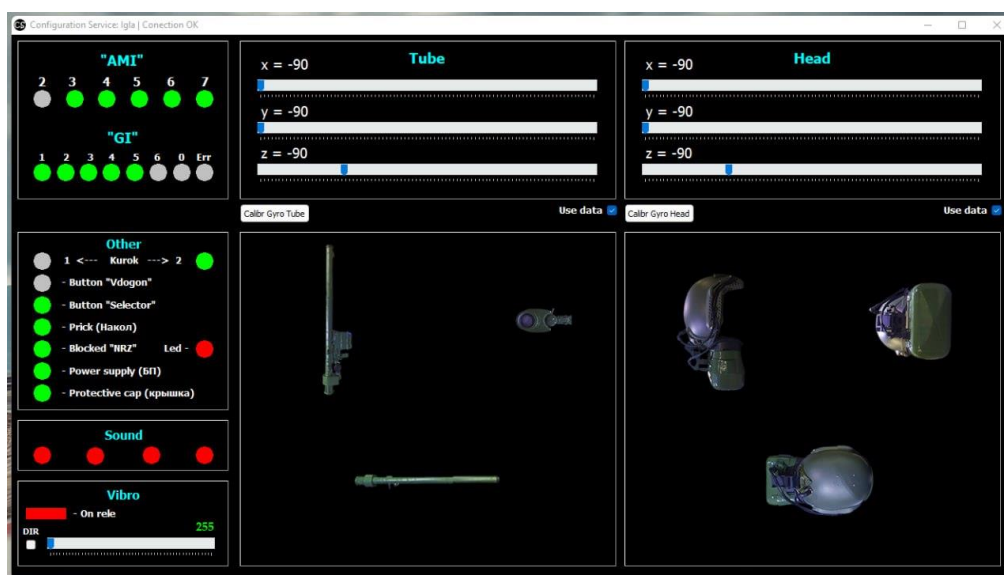 Configuration Service: Igla | Conection OK
"AMI"
2 3 4 5 6 7
"GI"
1 2 3 4 5 6 0 Err
Tube
x = -90
y = -90
z = -90
Calibr Gyro Tube
Use data
Head
x = -90
y = -90
z = -90
Calibr Gyro Head
Use data
Other
1 <--- Kurok ---> 2
- Button "Vdogon"
- Button "Selector"
- Prick (Накол)
- Blocked "NRZ" Led -
- Power supply (БП)
- Protective cap (крышка)
Sound
Vibro
- On rele
255
DIR